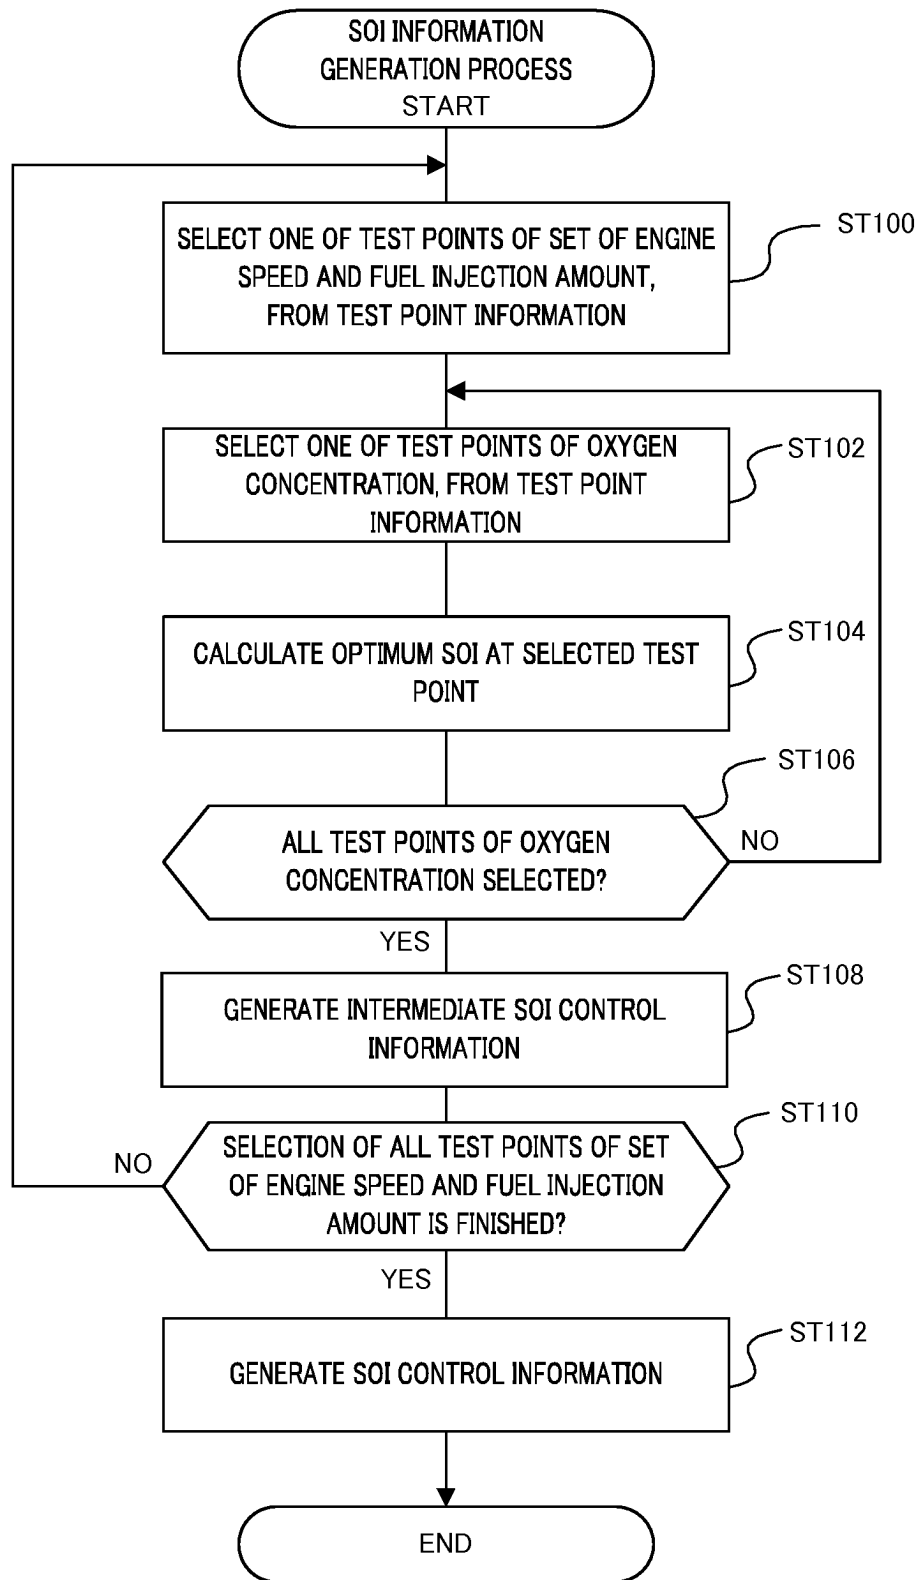 SOI INFORMATION
GENERATION PROCESS
START
SELECT ONE OF TEST POINTS OF SET OF ENGINE
SPEED AND FUEL INJECTION AMOUNT,
FROM TEST POINT INFORMATION
ST100
SELECT ONE OF TEST POINTS OF OXYGEN
CONCENTRATION, FROM TEST POINT
INFORMATION
ST102
CALCULATE OPTIMUM SOI AT SELECTED TEST
POINT
ST104
ALL TEST POINTS OF OXYGEN
CONCENTRATION SELECTED?
ST106
NO
YES
GENERATE INTERMEDIATE SOI CONTROL
INFORMATION
ST108
SELECTION OF ALL TEST POINTS OF SET
OF ENGINE SPEED AND FUEL INJECTION
AMOUNT IS FINISHED?
ST110
NO
YES
GENERATE SOI CONTROL INFORMATION
ST112
END